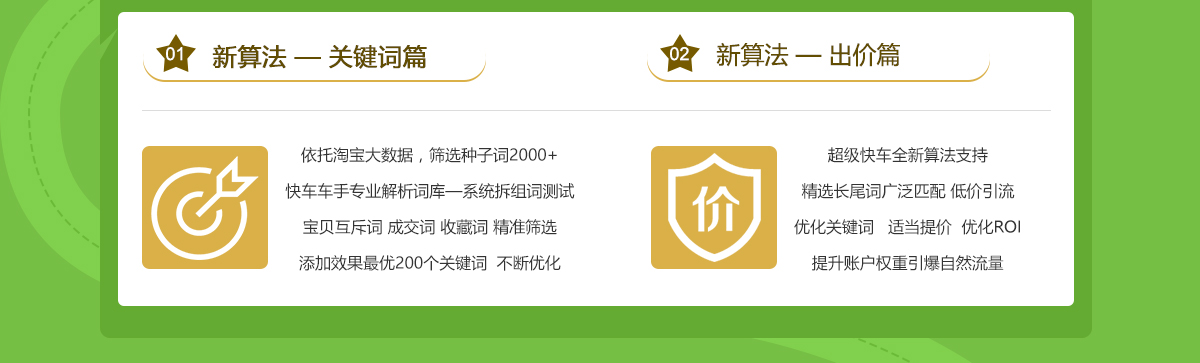 01 新算法 — 关键词篇
依托淘宝大数据，筛选种子词2000+
快车车手专业解析词库—系统拆组词测试
宝贝互斥词 成交词 收藏词 精准筛选
添加效果最优200个关键词 不断优化
02 新算法 — 出价篇
价
超级快车全新算法支持
精选长尾词广泛匹配 低价引流
优化关键词 适当提价 优化ROI
提升账户权重引爆自然流量